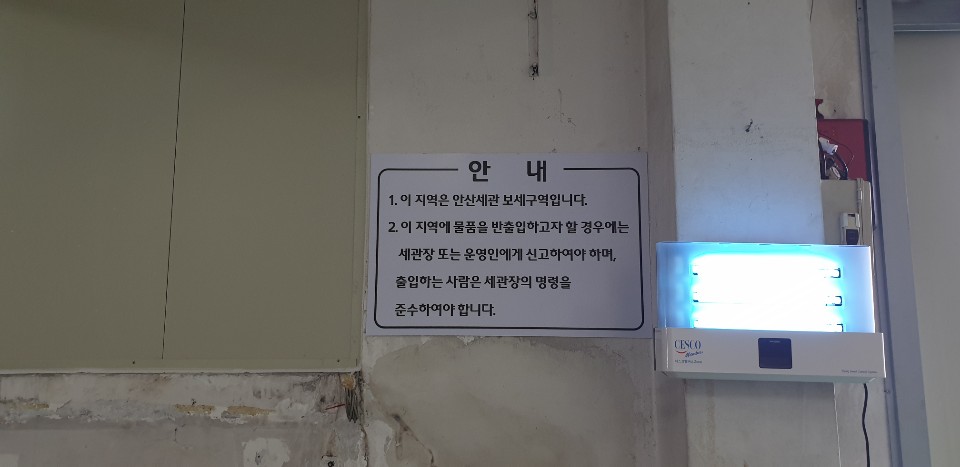 안 내
1. 이 지역은 안산세관 보세구역입니다.
2. 이 지역에 물품을 반출입하고자 할 경우에는
세관장 또는 운영인에게 신고하여야 하며,
출입하는 사람은 세관장의 명령을
준수하여야 합니다.
CESCO